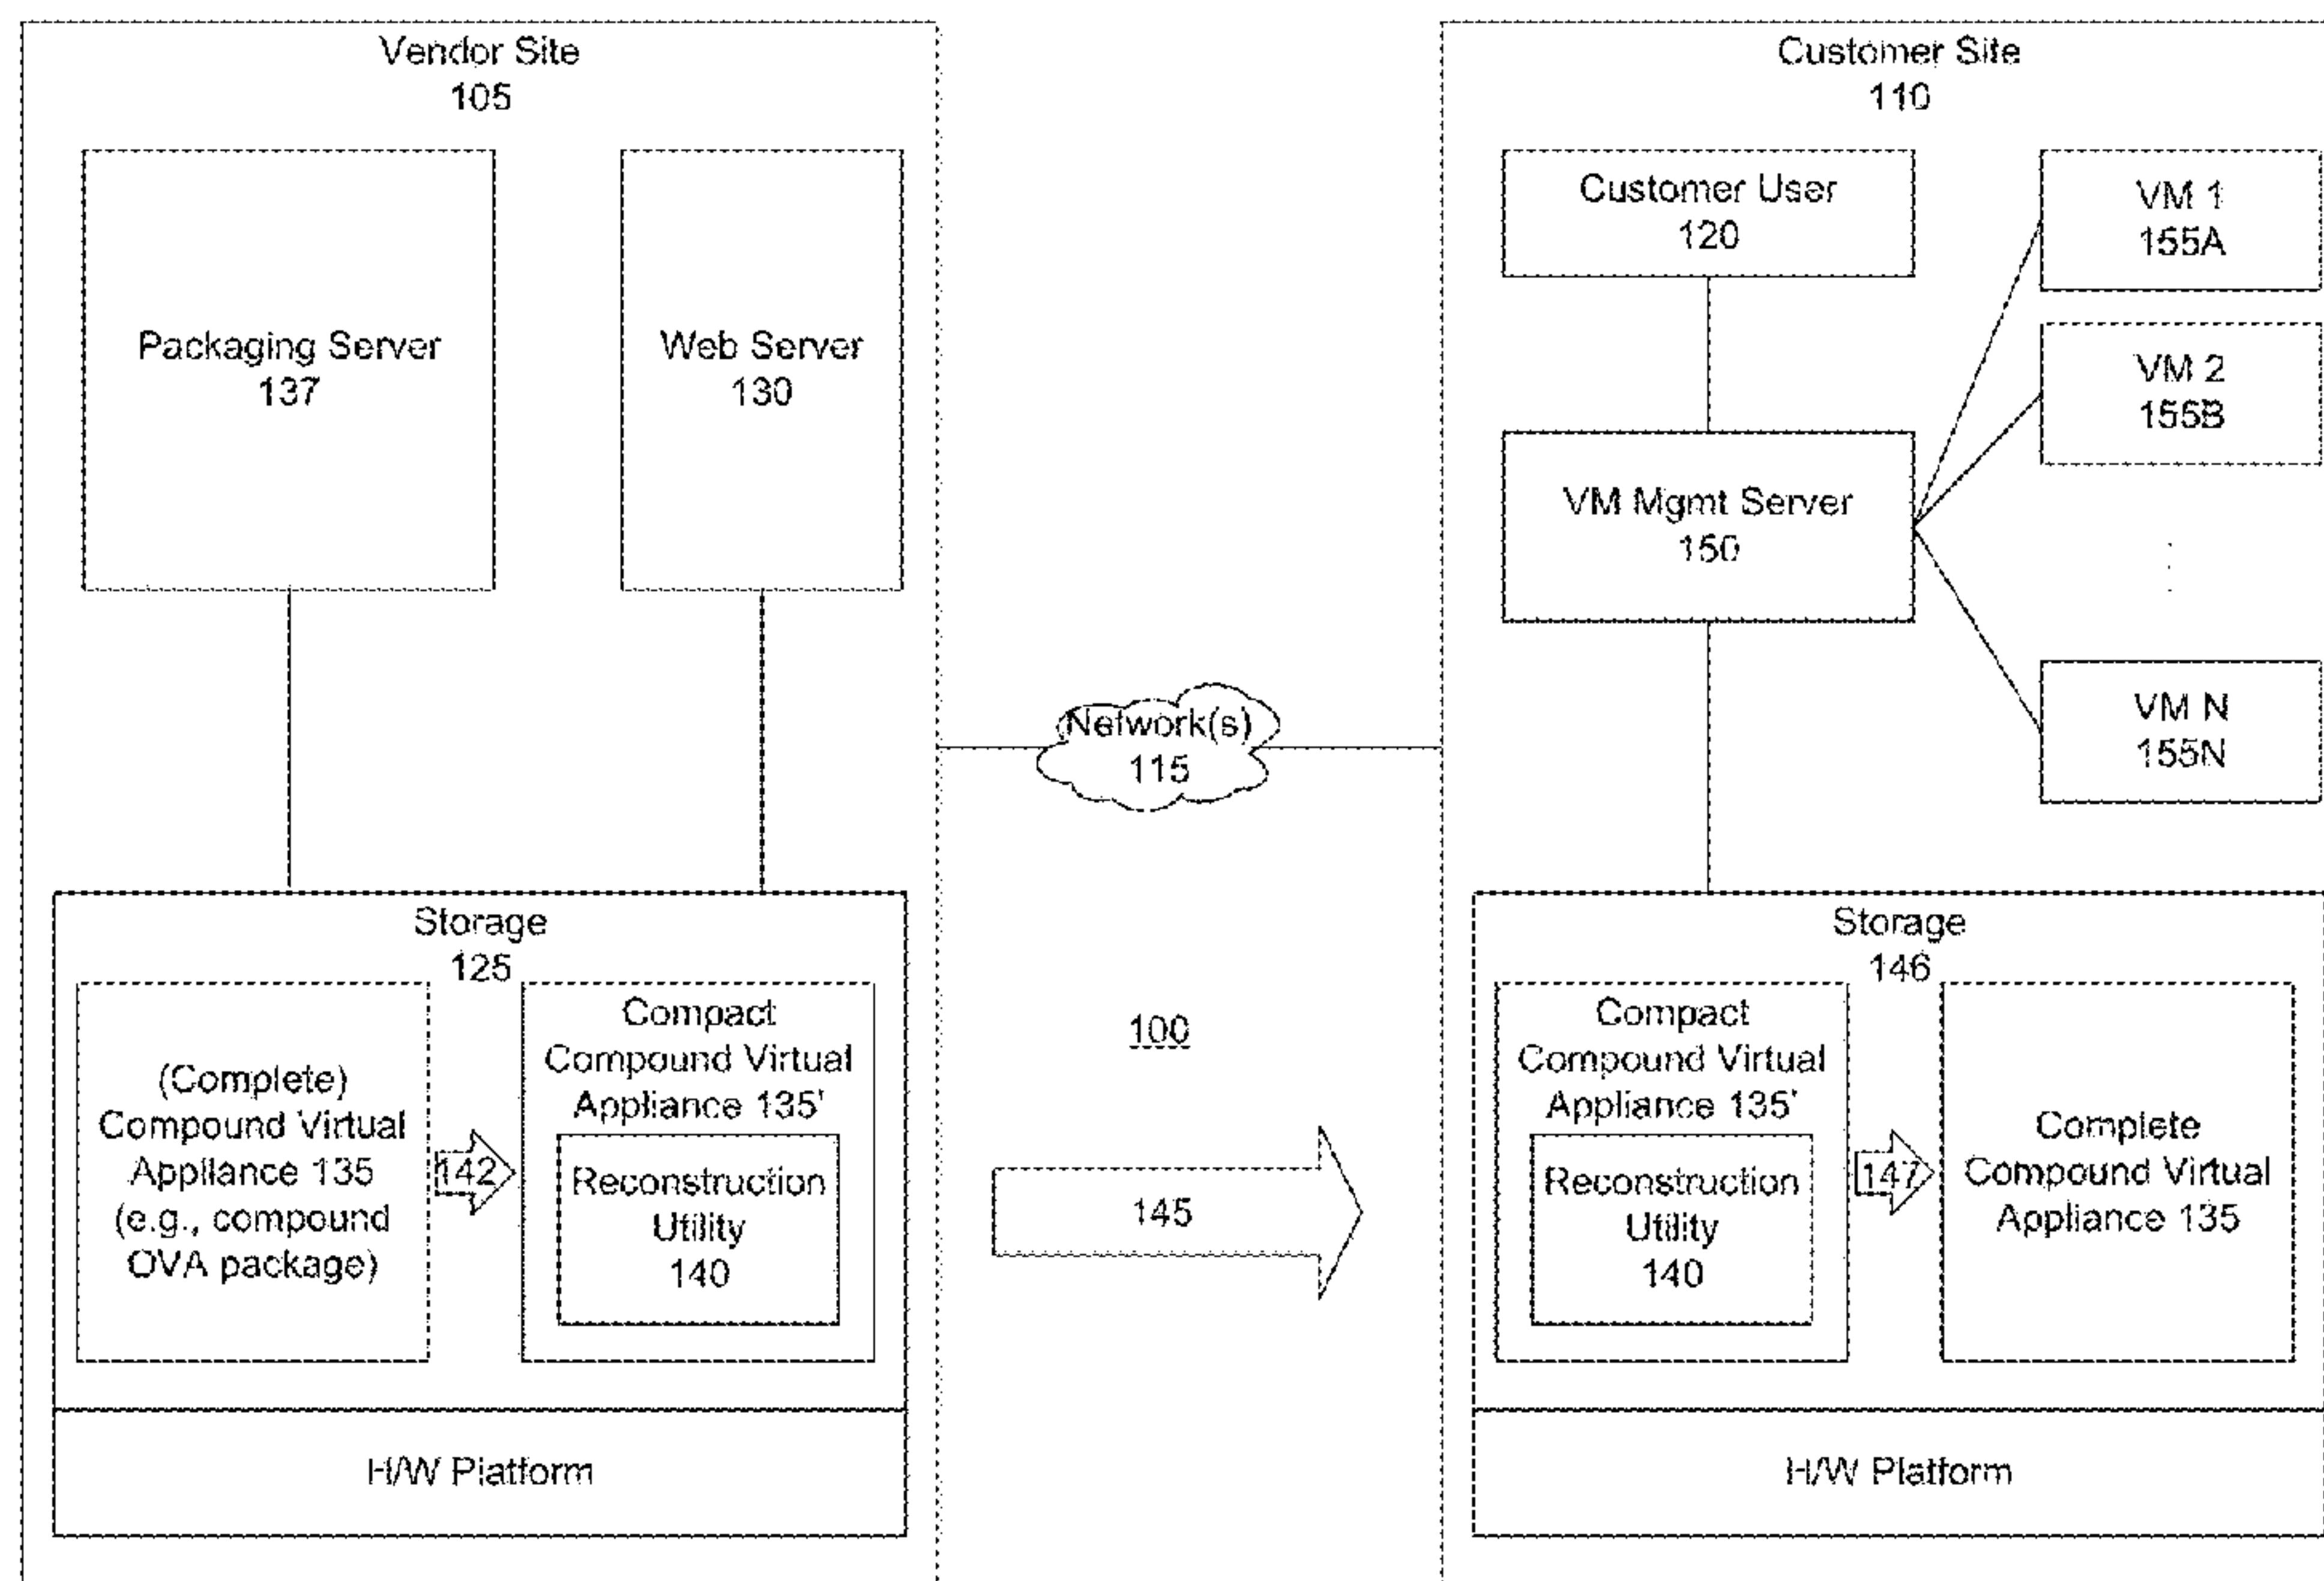 Vendor Site
105
Packaging Server
137
Web Server
130
Storage
125
(Complete)
Compound Virtual
Appliance 135
(e.g., compound
OVA package)
142
Compact
Compound Virtual
Appliance 135'
Reconstruction
Utility
140
H/W Platform
Network(s)
115
100
145
Customer Site
110
Customer User
120
VM Mgmt Server
150
VM 1
155A
VM 2
155B
VM N
155N
Storage
146
Compact
Compound Virtual
Appliance 135'
Reconstruction
Utility
140
147
Complete
Compound Virtual
Appliance 135
H/W Platform